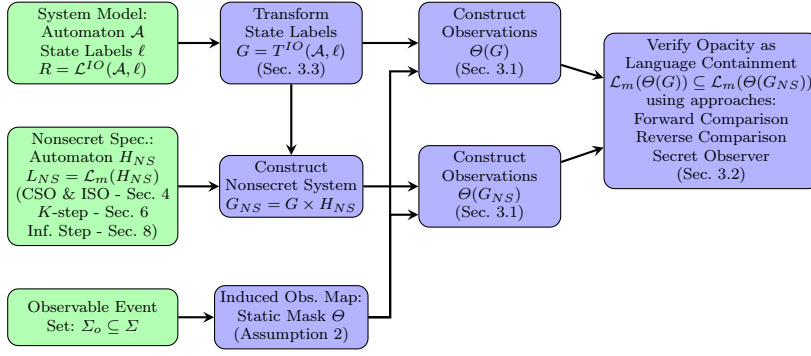 System Model:
Automaton 𝒜
State Labels ℓ
R = ℒ^{IO}(𝒜, ℓ)
Transform
State Labels
G = T^{IO}(𝒜, ℓ)
(Sec. 3.3)
Construct
Observations
Θ(G)
(Sec. 3.1)
Verify Opacity as
Language Containment
ℒ_m(Θ(G)) ⊆ ℒ_m(Θ(G_{NS}))
using approaches:
Forward Comparison
Reverse Comparison
Secret Observer
(Sec. 3.2)
Nonsecret Spec.:
Automaton H_{NS}
L_{NS} = ℒ_m(H_{NS})
(CSO & ISO - Sec. 4
K-step - Sec. 6
Inf. Step - Sec. 8)
Construct
Nonsecret System
G_{NS} = G × H_{NS}
Construct
Observations
Θ(G_{NS})
(Sec. 3.1)
Observable Event
Set: Σ_o ⊆ Σ
Induced Obs. Map:
Static Mask Θ
(Assumption 2)